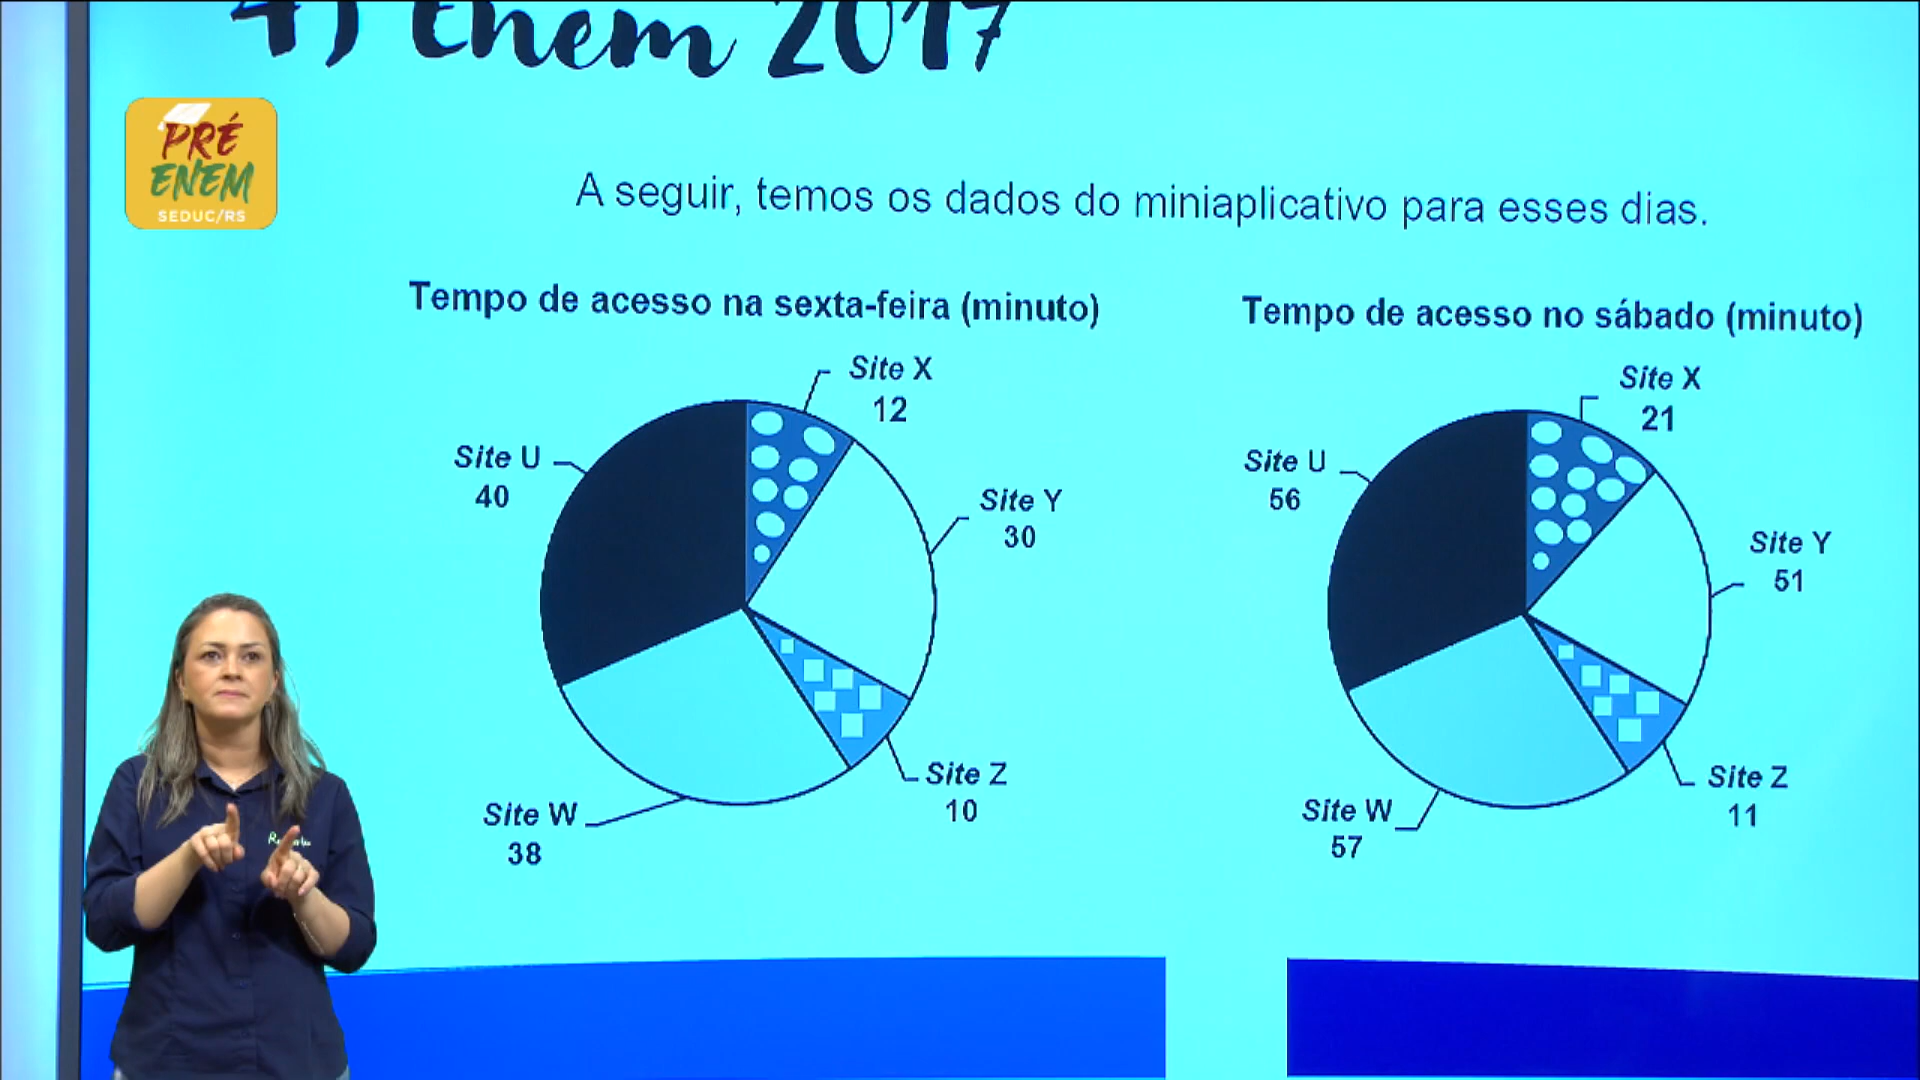 4) Enem 2017
PRÉ
ENEM
SEDUC/RS
A seguir, temos os dados do miniaplicativo para esses dias.
Tempo de acesso na sexta-feira (minuto)
Site X
12
Site U
40
Site Y
30
Site Z
10
Site W
38
Tempo de acesso no sábado (minuto)
Site X
21
Site U
56
Site Y
51
Site Z
11
Site W
57